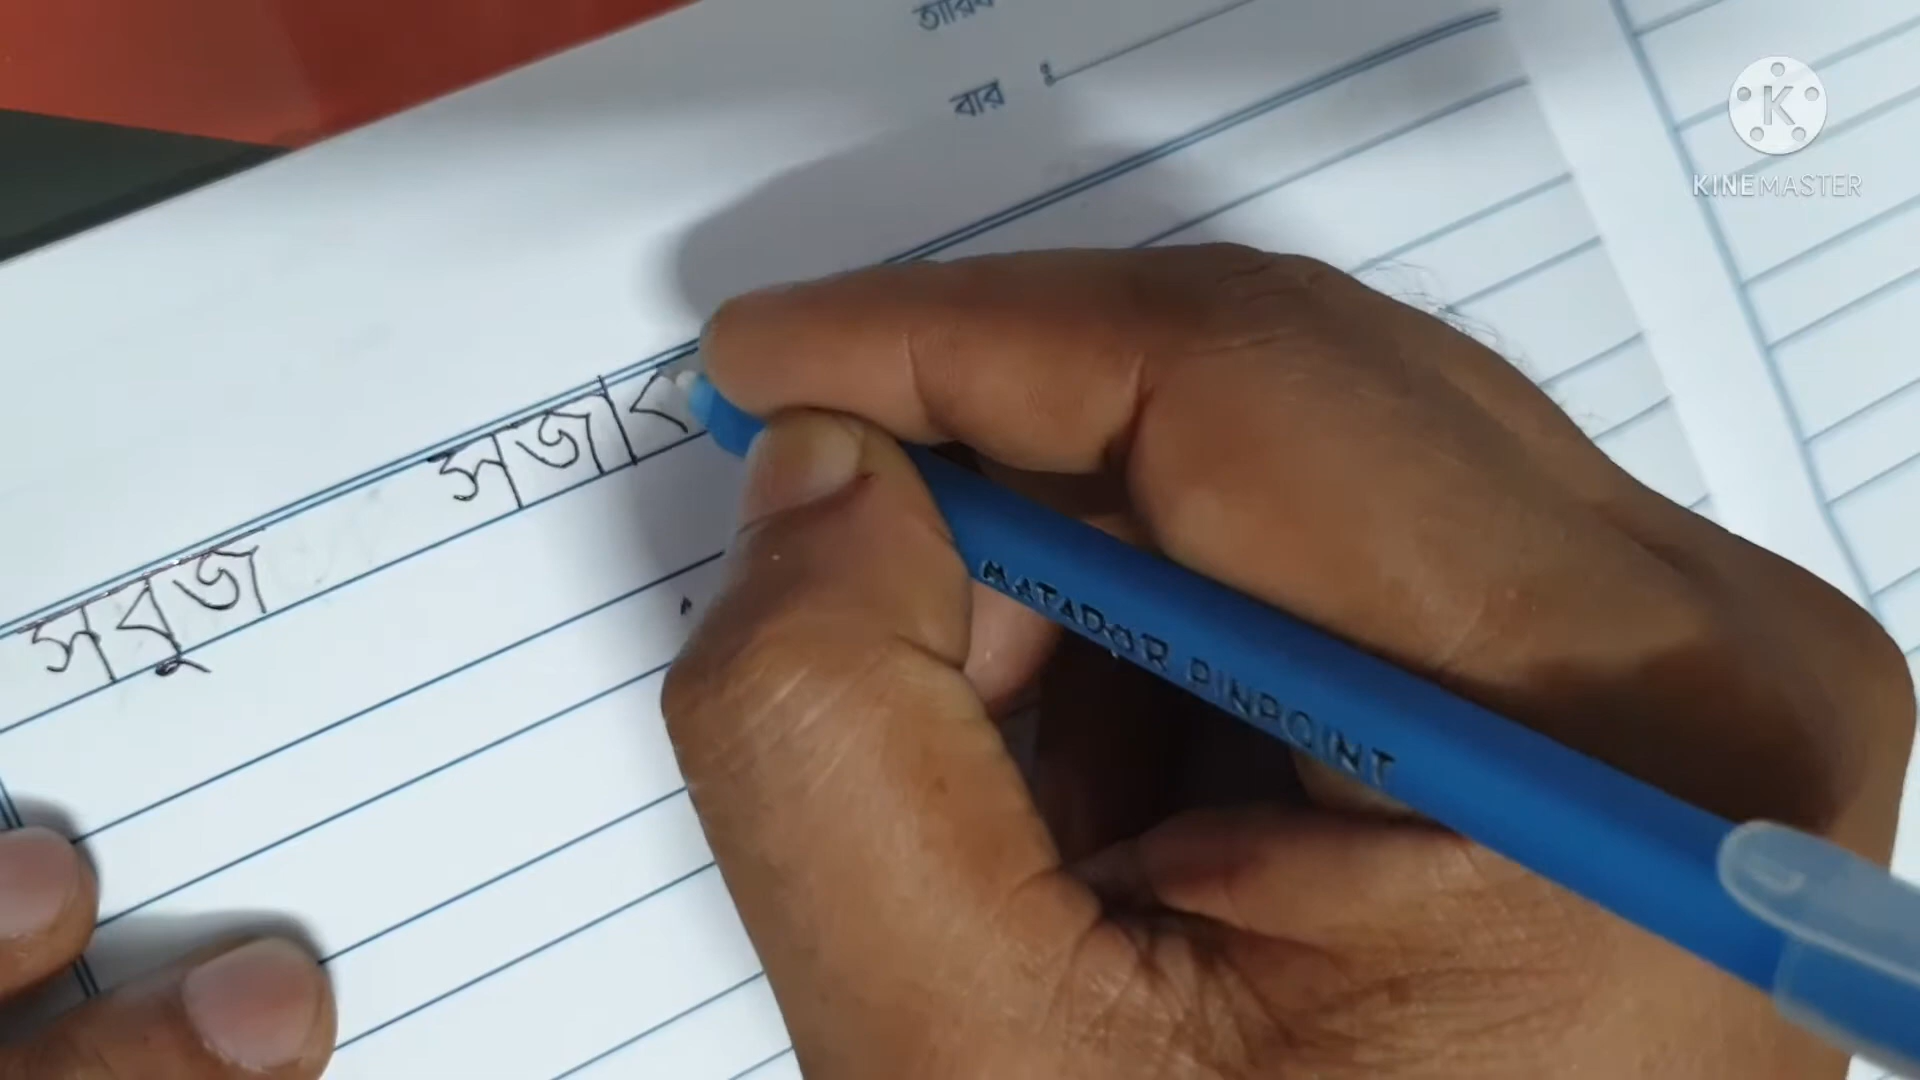 তারিখ
বার ঃ
সবুজ সজাব
MATADOR PINPOINT
KINEMASTER